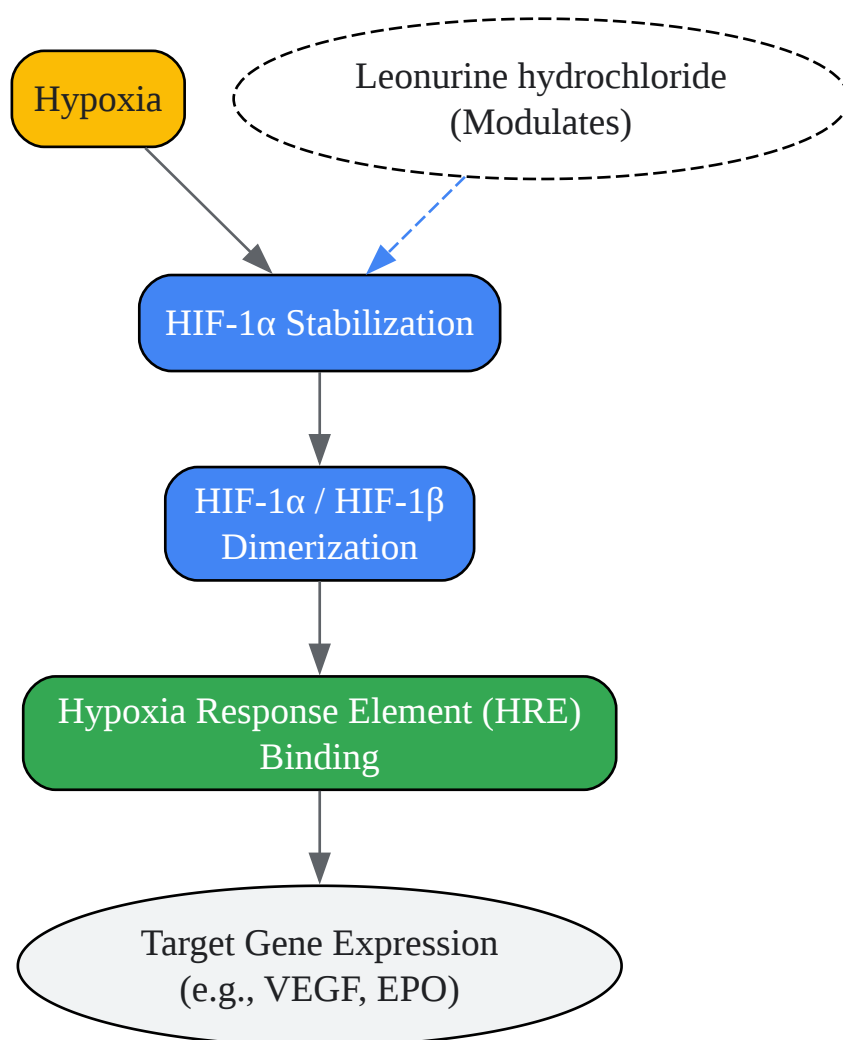 Hypoxia
Leonurine hydrochloride
(Modulates)
HIF-1α Stabilization
HIF-1α / HIF-1β
Dimerization
Hypoxia Response Element (HRE)
Binding
Target Gene Expression
(e.g., VEGF, EPO)